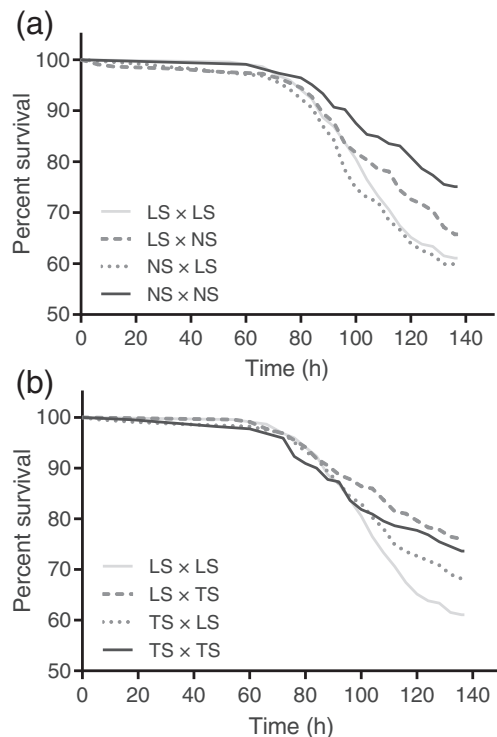 (a)
100
90
80
70
60
50
Percent survival
LS × LS
LS × NS
NS × LS
NS × NS
0 20 40 60 80 100 120 140
Time (h)
(b)
100
90
80
70
60
50
Percent survival
LS × LS
LS × TS
TS × LS
TS × TS
0 20 40 60 80 100 120 140
Time (h)